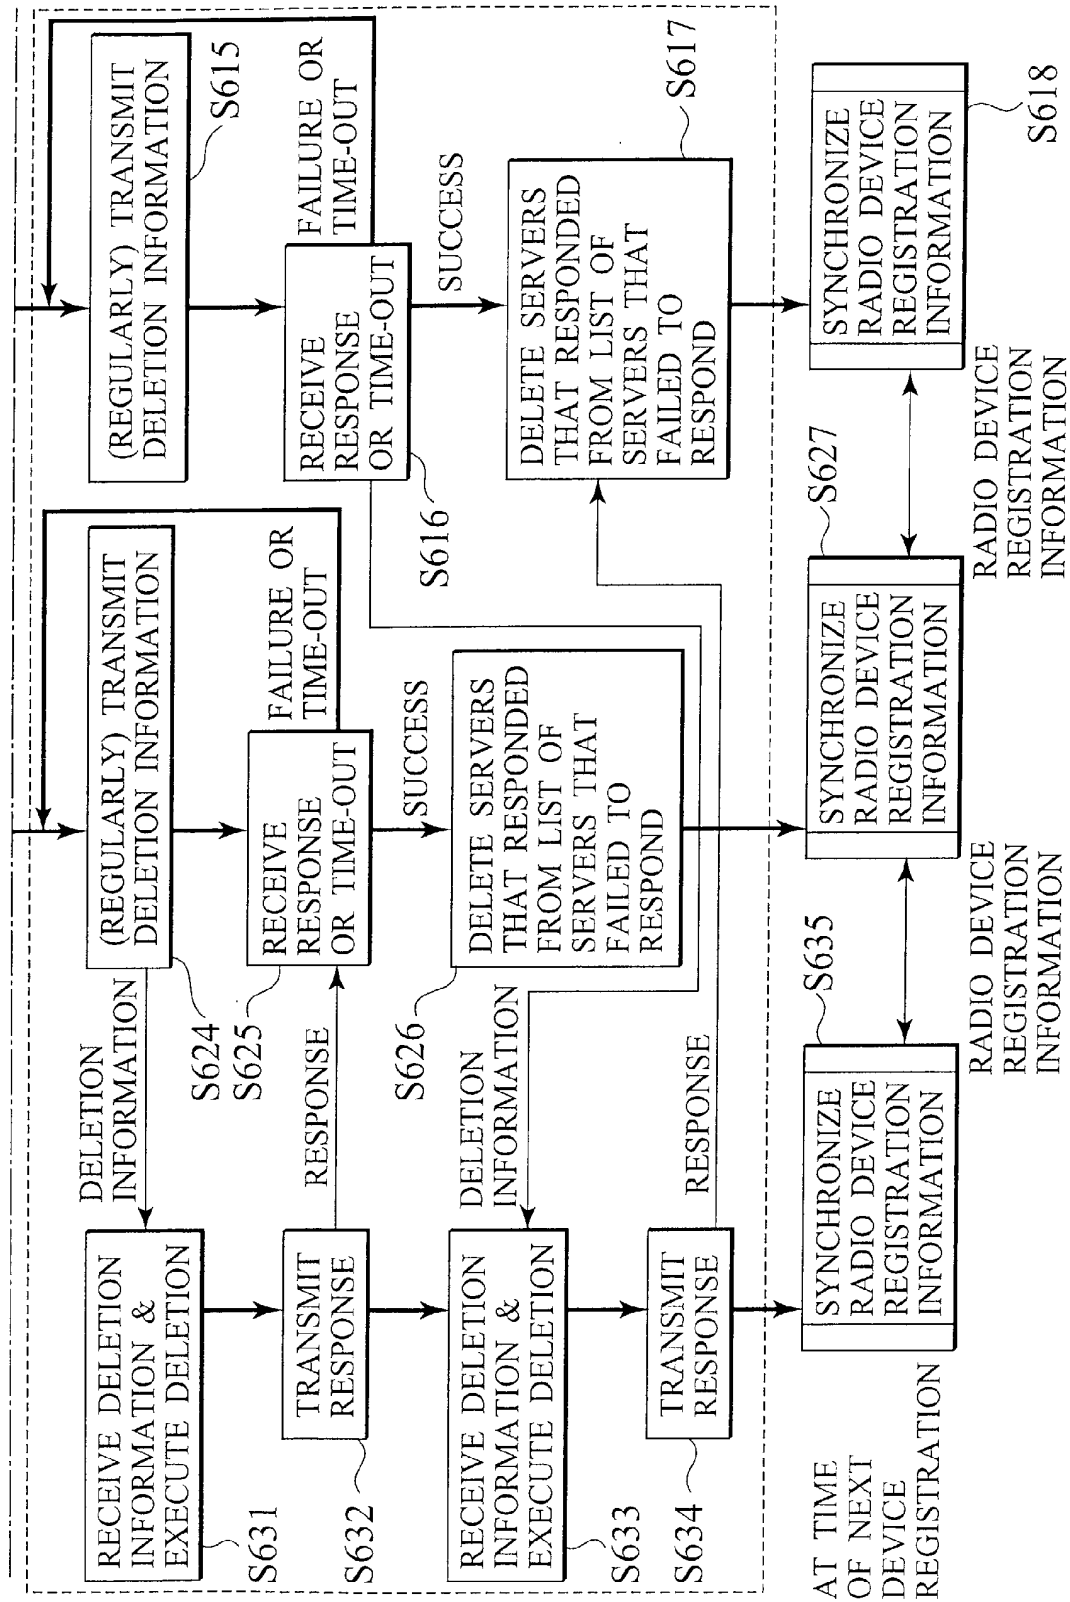 (REGULARLY) TRANSMIT
DELETION INFORMATION
S615
FAILURE OR
TIME-OUT
RECEIVE
RESPONSE
OR TIME-OUT
S616
SUCCESS
DELETE SERVERS
THAT RESPONDED
FROM LIST OF
SERVERS THAT
FAILED TO
RESPOND
S617
SYNCHRONIZE
RADIO DEVICE
REGISTRATION
INFORMATION
S618
RADIO DEVICE
REGISTRATION
INFORMATION
(REGULARLY) TRANSMIT
DELETION INFORMATION
S624
FAILURE OR
TIME-OUT
RECEIVE
RESPONSE
OR TIME-OUT
S625
SUCCESS
DELETE SERVERS
THAT RESPONDED
FROM LIST OF
SERVERS THAT
FAILED TO
RESPOND
S626
SYNCHRONIZE
RADIO DEVICE
REGISTRATION
INFORMATION
S627
RADIO DEVICE
REGISTRATION
INFORMATION
DELETION
INFORMATION
RESPONSE
DELETION
INFORMATION
RESPONSE
RECEIVE DELETION
INFORMATION &
EXECUTE DELETION
S631
TRANSMIT
RESPONSE
S632
RECEIVE DELETION
INFORMATION &
EXECUTE DELETION
S633
TRANSMIT
RESPONSE
S634
SYNCHRONIZE
RADIO DEVICE
REGISTRATION
INFORMATION
S635
AT TIME
OF NEXT
DEVICE
REGISTRATION